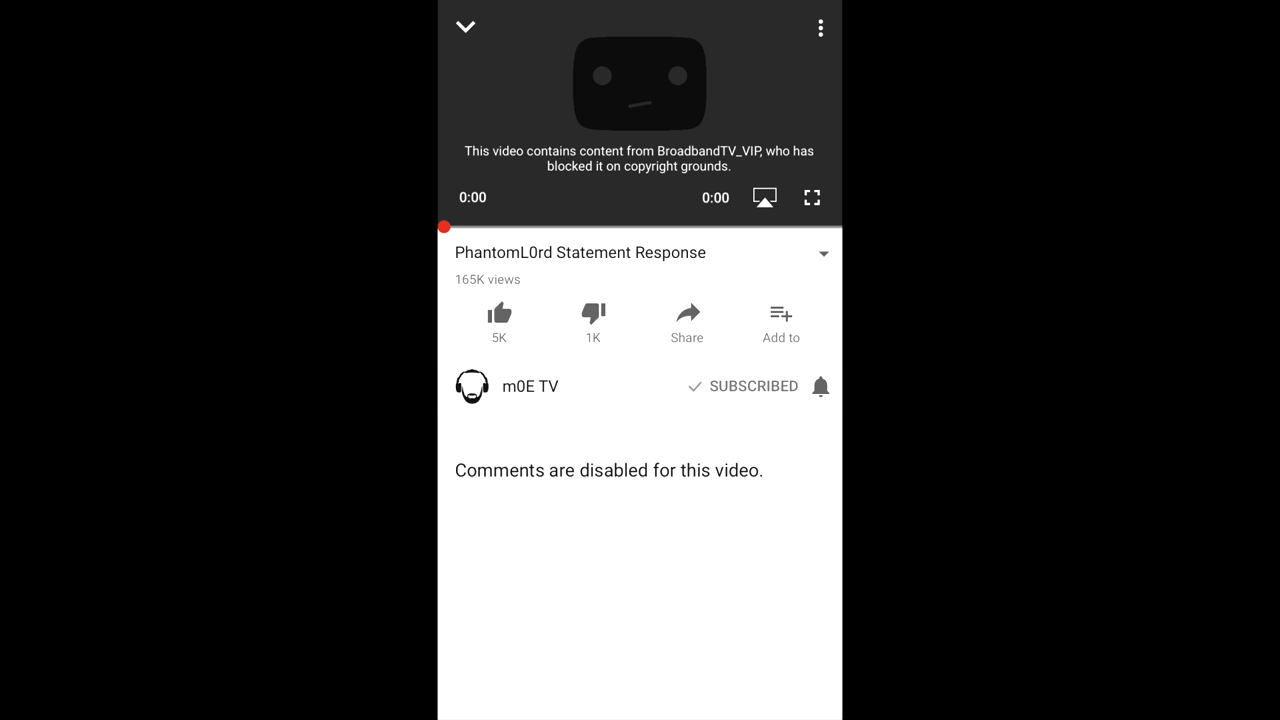 This video contains content from BroadbandTV_VIP, who has
blocked it on copyright grounds.
0:00 0:00
PhantomL0rd Statement Response
165K views
5K 1K Share Add to
m0E TV SUBSCRIBED
Comments are disabled for this video.